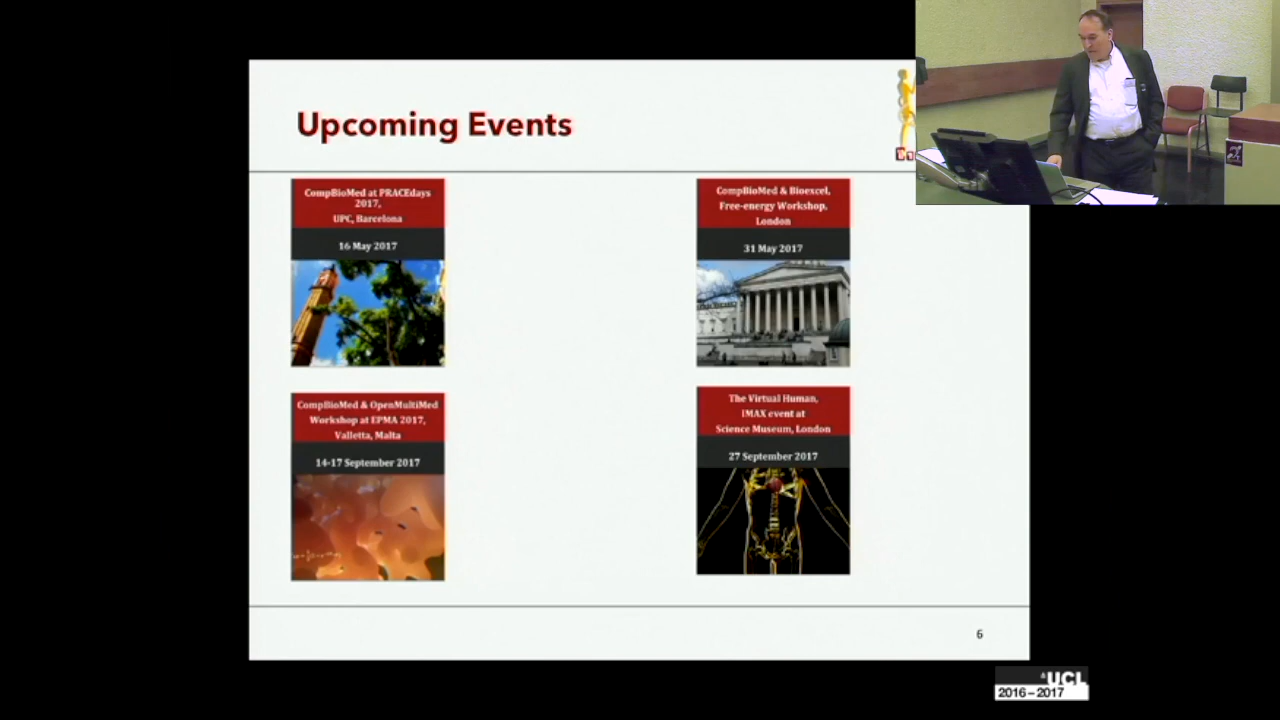 Upcoming Events
CompBioMed at PRACEdays
2017,
UPC, Barcelona
16 May 2017
CompBioMed & Bioexcel,
Free-energy Workshop,
London
31 May 2017
CompBioMed & OpenMultiMed
Workshop at EPMA 2017,
Valletta, Malta
14-17 September 2017
The Virtual Human,
IMAX event at
Science Museum, London
27 September 2017
6
UCL
2016-2017